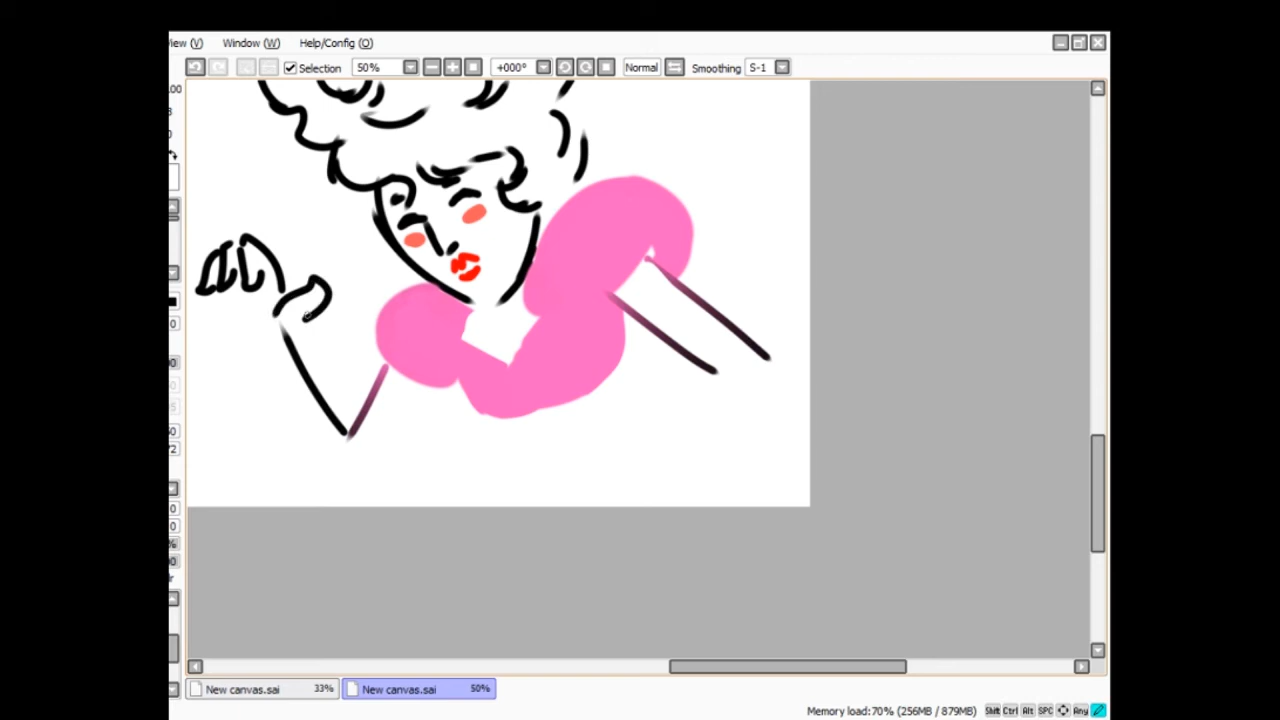 View (V) Window (W) Help/Config (O)
Selection 50% +000° Normal Smoothing S-1
New canvas.sai 33% New canvas.sai 50%
Memory load:70% (256MB / 879MB) Shift Ctrl Alt SPC Any